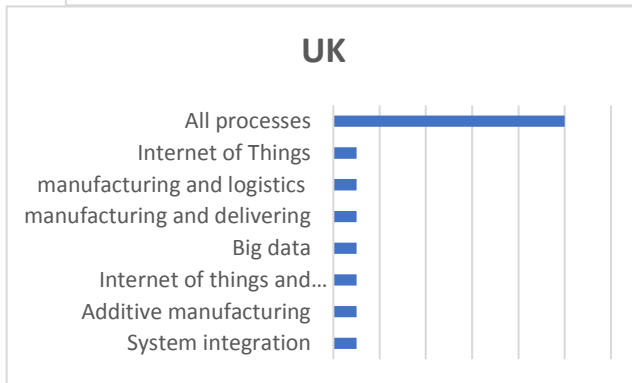 UK
All processes
Internet of Things
manufacturing and logistics
manufacturing and delivering
Big data
Internet of things and…
Additive manufacturing
System integration